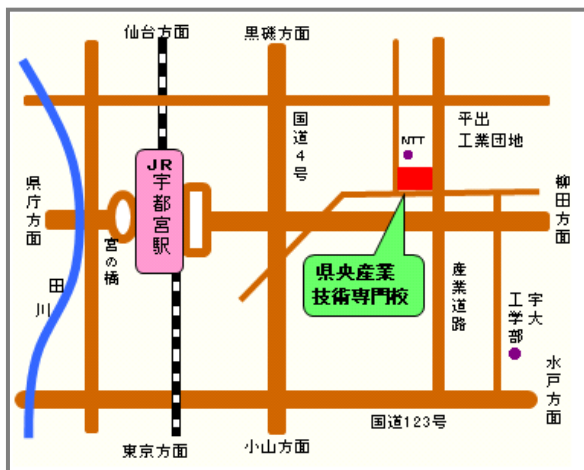 仙台方面
黒磯方面
国道4号
平出
工業団地
NTT
JR
宇都宮駅
県庁方面
柳田方面
宮の橋
田川
県央産業
技術専門校
産業道路
宇大
工学部
水戸方面
国道123号
東京方面
小山方面